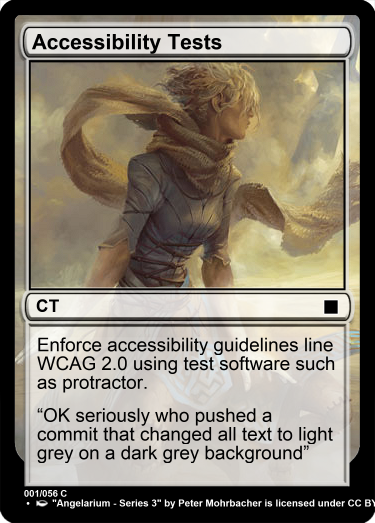 Accessibility Tests
CT
Enforce accessibility guidelines line
WCAG 2.0 using test software such
as protractor.
“OK seriously who pushed a
commit that changed all text to light
grey on a dark grey background”
001/056 C
• "Angelarium - Series 3" by Peter Mohrbacher is licensed under CC BY